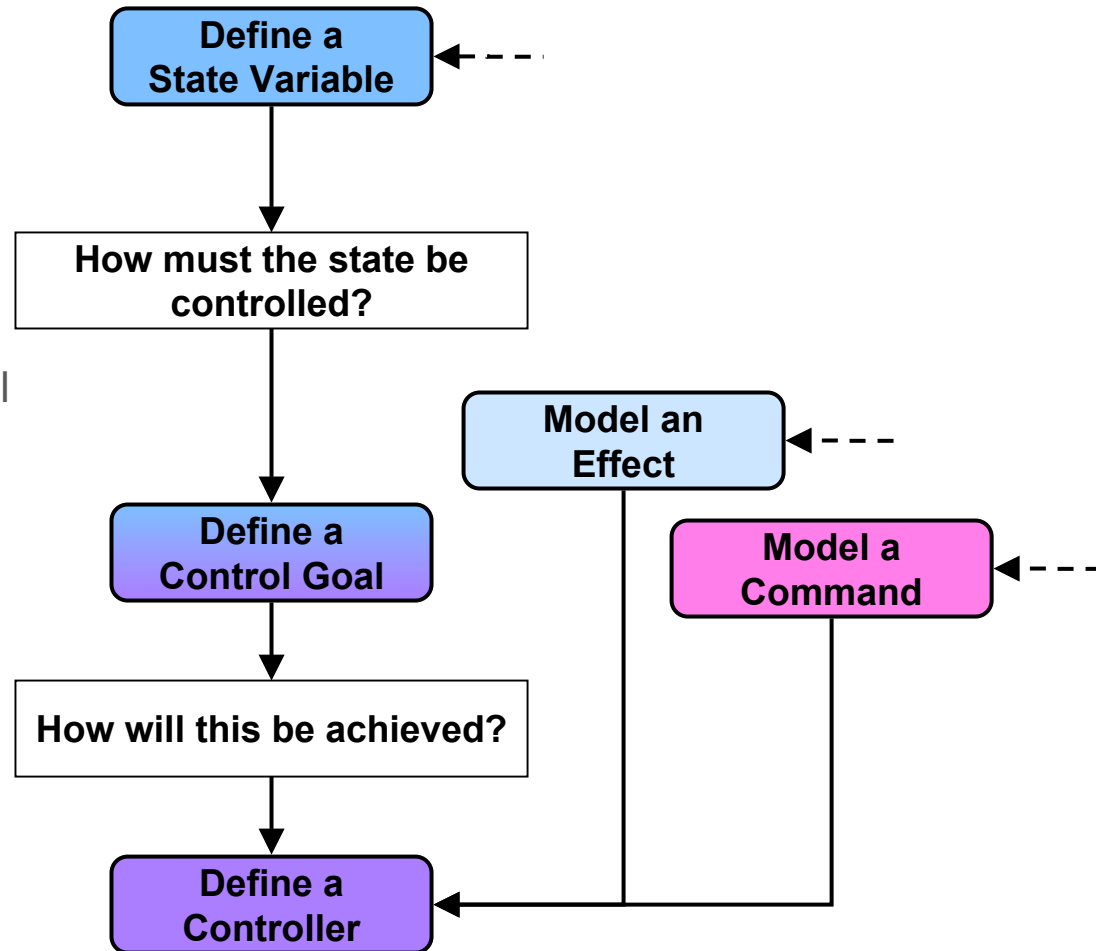 Define a
State Variable
How must the state be
controlled?
l
Model an
Effect
Define a
Control Goal
Model a
Command
How will this be achieved?
Define a
Controller